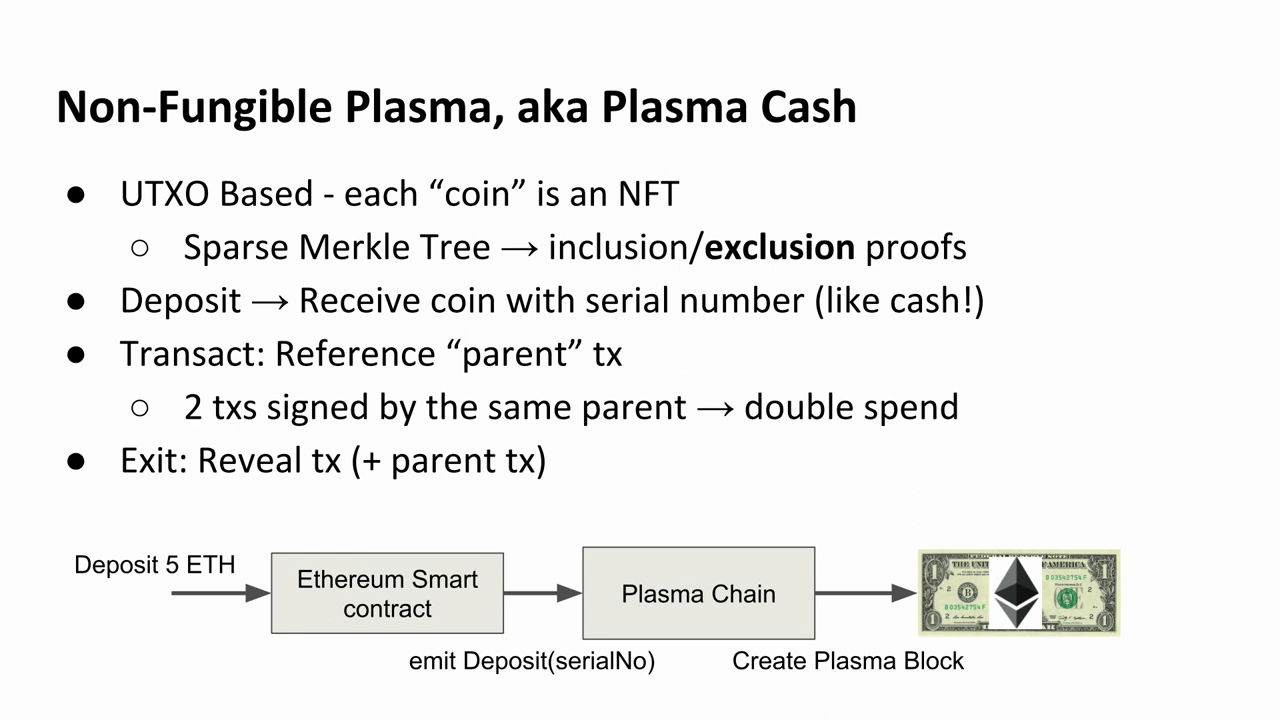 Non-Fungible Plasma, aka Plasma Cash
● UTXO Based - each “coin” is an NFT
○ Sparse Merkle Tree → inclusion/exclusion proofs
● Deposit → Receive coin with serial number (like cash!)
● Transact: Reference “parent” tx
○ 2 txs signed by the same parent → double spend
● Exit: Reveal tx (+ parent tx)
Deposit 5 ETH
Ethereum Smart
contract
Plasma Chain
emit Deposit(serialNo)
Create Plasma Block
B 03542754 F
B 03542754 F